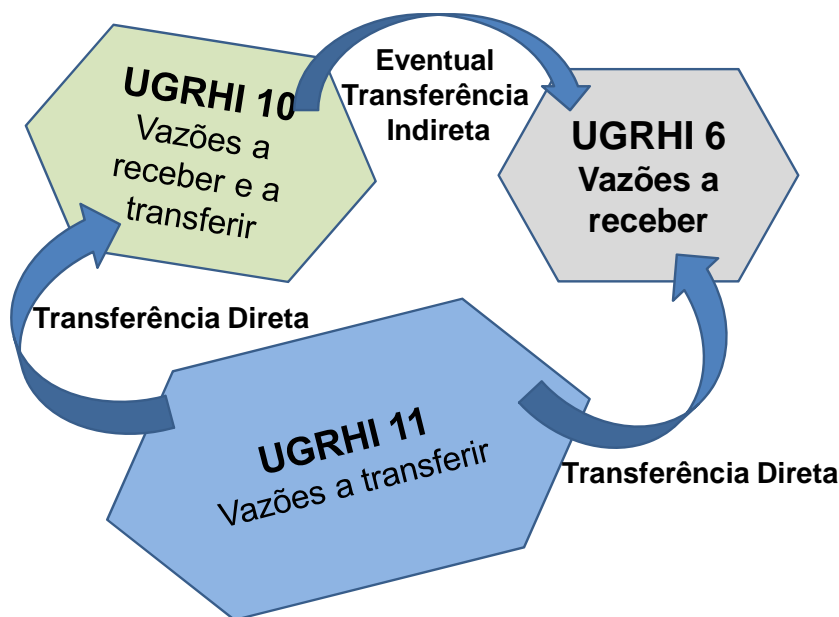 UGRHI 10
Vazões a
receber e a
transferir
Eventual
Transferência
Indireta
UGRHI 6
Vazões a
receber
Transferência Direta
UGRHI 11
Vazões a transferir
Transferência Direta